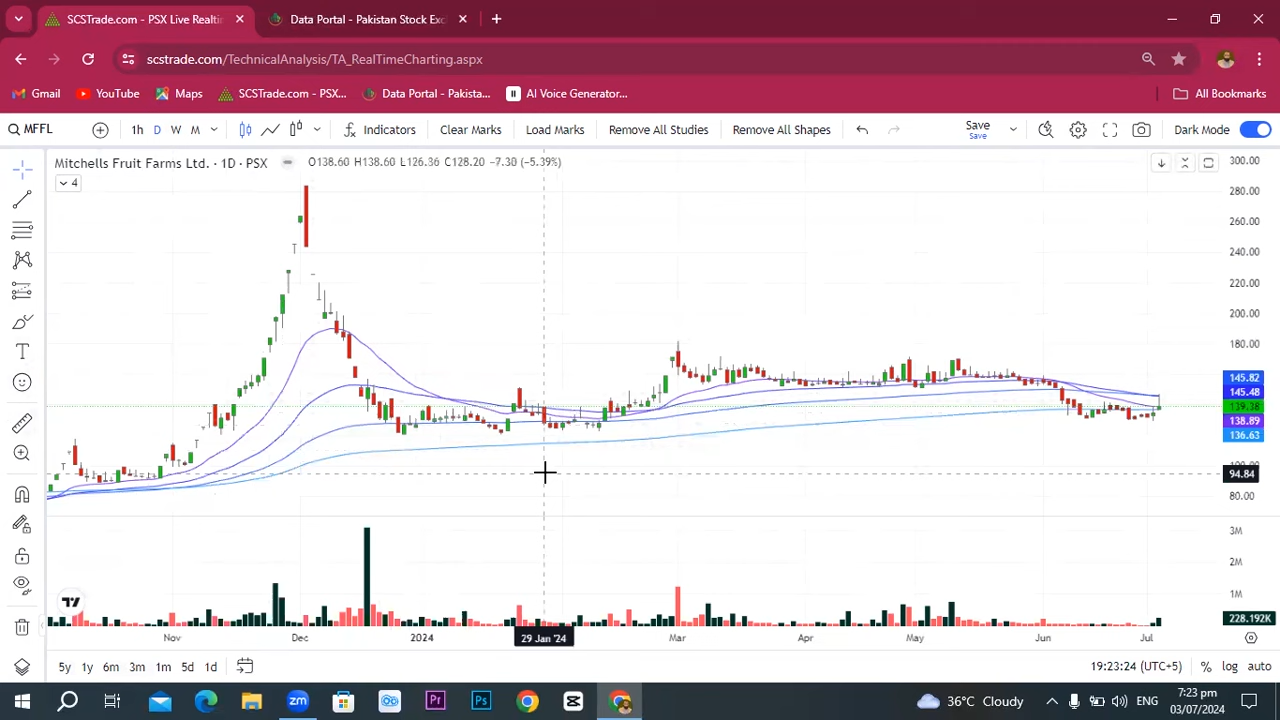 SCSTrade.com - PSX Live Realti
Data Portal - Pakistan Stock Exc
scstrade.com/TechnicalAnalysis/TA_RealTimeCharting.aspx
Gmail
YouTube
Maps
SCSTrade.com - PSX...
Data Portal - Pakista...
AI Voice Generator...
All Bookmarks
MFFL
1h
D
W
M
Indicators
Clear Marks
Load Marks
Remove All Studies
Remove All Shapes
Save
Save
Dark Mode
Mitchells Fruit Farms Ltd. · 1D · PSX
O138.60 H138.60 L126.36 C128.20 -7.30 (-5.39%)
4
300.00
280.00
260.00
240.00
220.00
200.00
180.00
145.82
145.48
139.38
138.89
136.63
94.84
80.00
3M
2M
1M
228.192K
Nov
Dec
2024
29 Jan '24
Mar
Apr
May
Jun
Jul
5y
1y
6m
3m
1m
5d
1d
19:23:24 (UTC+5)
%
log
auto
zm
Pr
Ps
36°C Cloudy
ENG
7:23 pm
03/07/2024